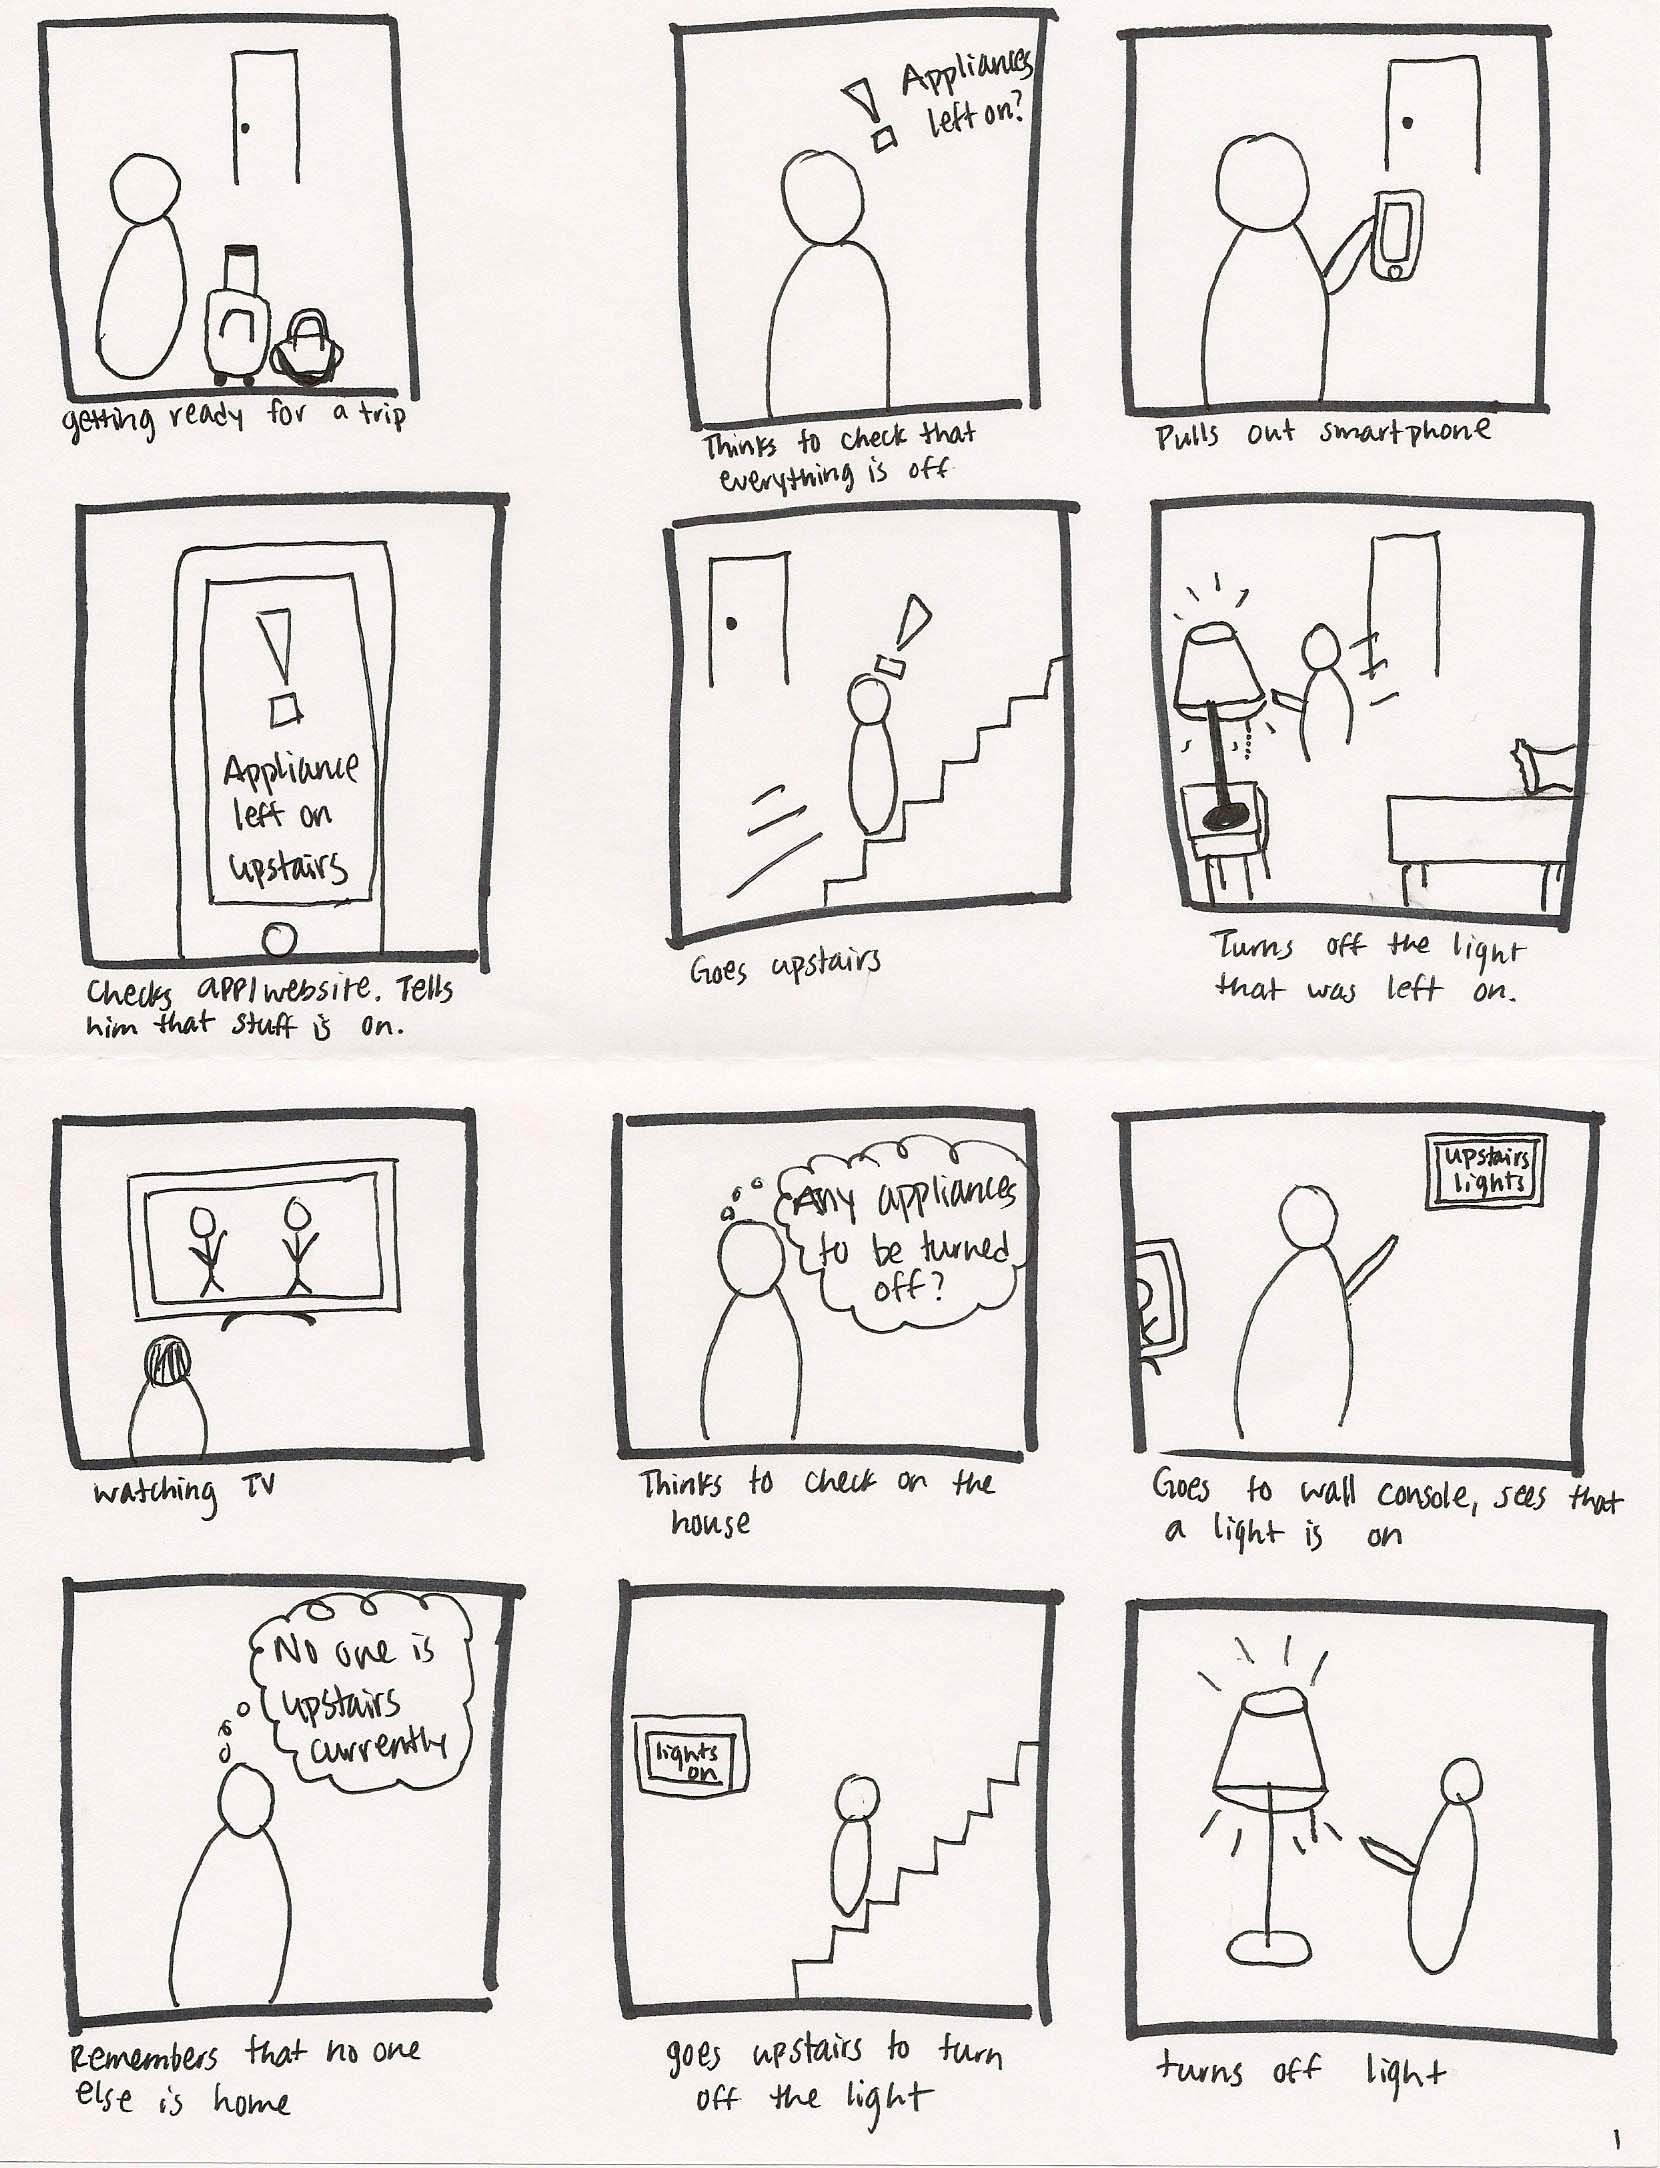 Appliances
left on?
getting ready for a trip
Thinks to check that
everything is off
Pulls out smartphone
Appliance
left on
upstairs
Checks app/website. Tells
him that stuff is on.
Goes upstairs
Turns off the light
that was left on.
Any appliances
to be turned
off?
upstairs
lights
watching TV
Thinks to check on the
house
Goes to wall console, sees that
a light is on
No one is
upstairs
currently
lights
on
Remembers that no one
else is home
goes upstairs to turn
off the light
turns off light
1